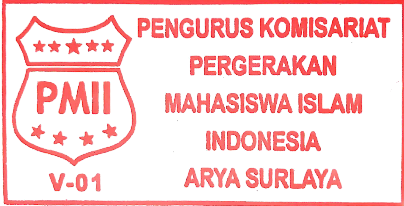 PMII
V-01
PENGURUS KOMISARIAT
PERGERAKAN
MAHASISWA ISLAM
INDONESIA
ARYA SURLAYA